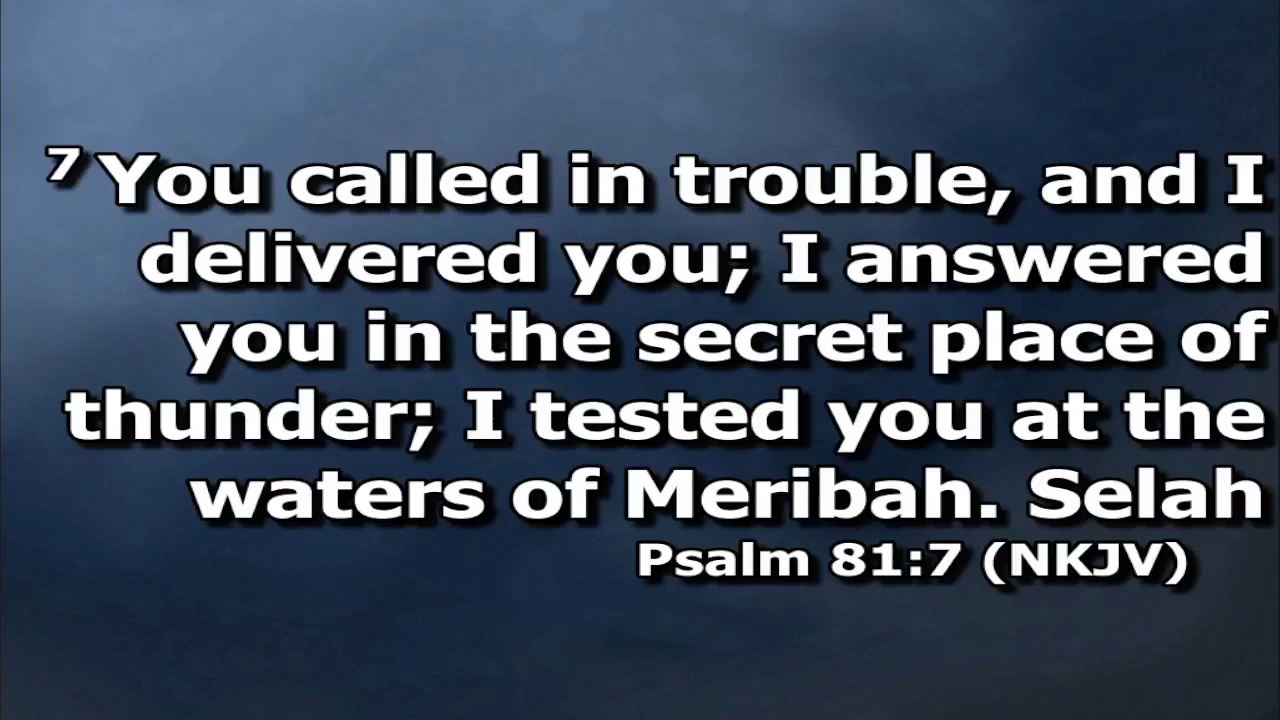 7 You called in trouble, and I
delivered you; I answered
you in the secret place of
thunder; I tested you at the
waters of Meribah. Selah
Psalm 81:7 (NKJV)